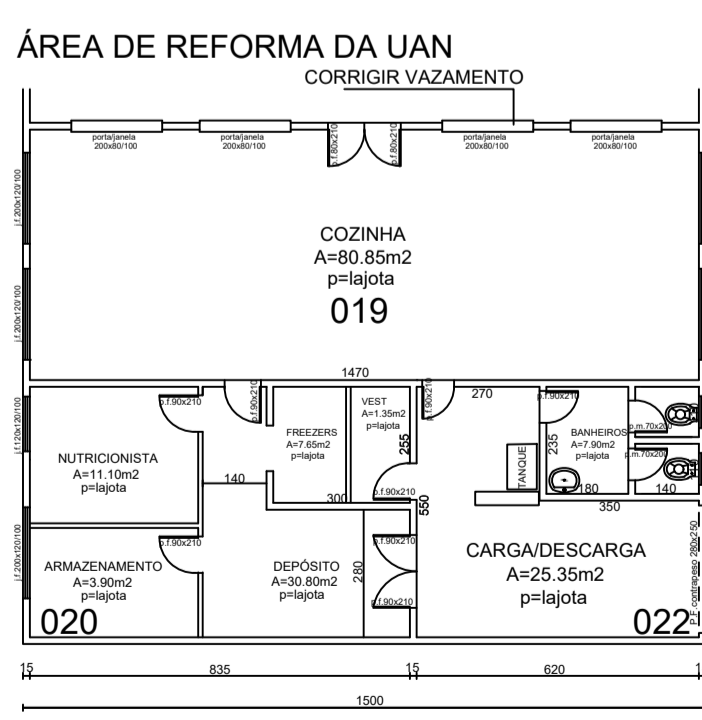 ÁREA DE REFORMA DA UAN
CORRIGIR VAZAMENTO
porta/janela
200x80/100
porta/janela
200x80/100
p.f.80x210
p.f.80x210
porta/janela
200x80/100
porta/janela
200x80/100
j.f.200x120/100
j.f.200x120/100
COZINHA
A=80.85m2
p=lajota
019
1470
p.f.90x210
p.f.90x210
p.f.90x210
270
p.f.90x210
j.f.120x120/100
NUTRICIONISTA
A=11.10m2
p=lajota
140
FREEZERS
A=7.65m2
p=lajota
300
VEST
A=1.35m2
p=lajota
255
p.f.90x210
550
TANQUE
235
BANHEIROS
A=7.90m2
p=lajota
180
p.m.70x200
p.m.70x200
140
350
j.f.200x120/100
ARMAZENAMENTO
A=3.90m2
p=lajota
020
p.f.90x210
DEPÓSITO
A=30.80m2
p=lajota
280
p.f.90x210
p.f.90x210
CARGA/DESCARGA
A=25.35m2
p=lajota
022
P.F.contrapeso 280x250
15
835
15
620
1500